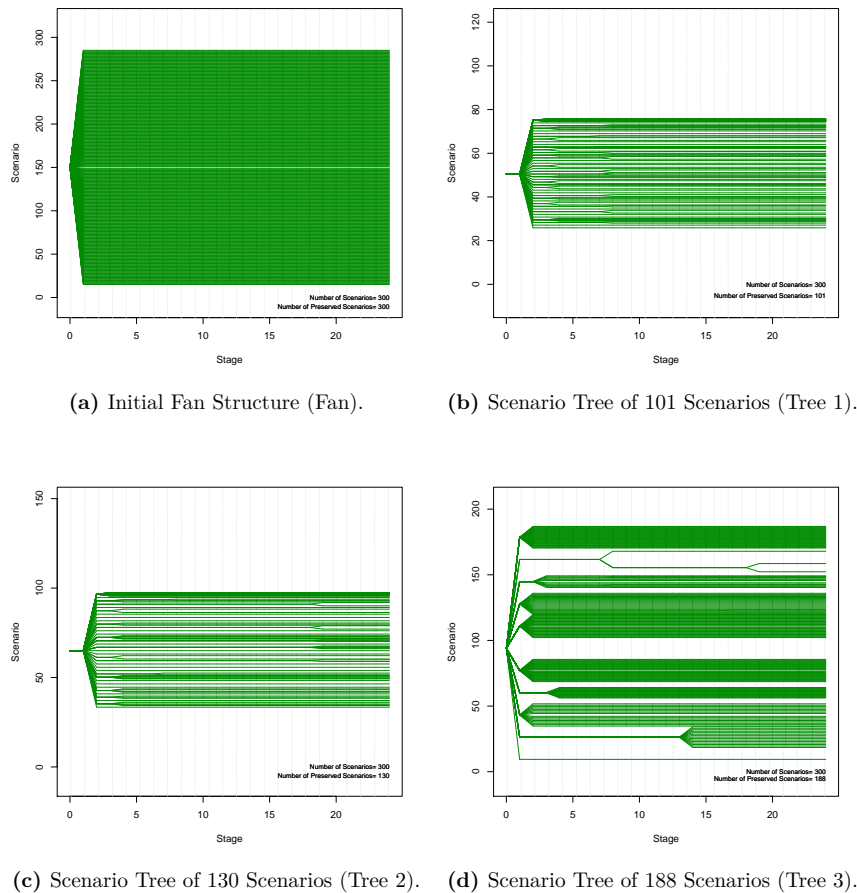 300
250
200
150
100
50
0
Scenario
Number of Scenarios= 300
Number of Preserved Scenarios= 300
0 5 10 15 20
Stage
(a) Initial Fan Structure (Fan).
120
100
80
60
40
20
0
Scenario
Number of Scenarios= 300
Number of Preserved Scenarios= 101
0 5 10 15 20
Stage
(b) Scenario Tree of 101 Scenarios (Tree 1).
150
100
50
0
Scenario
Number of Scenarios= 300
Number of Preserved Scenarios= 130
0 5 10 15 20
Stage
(c) Scenario Tree of 130 Scenarios (Tree 2).
200
150
100
50
0
Scenario
Number of Scenarios= 300
Number of Preserved Scenarios= 188
0 5 10 15 20
Stage
(d) Scenario Tree of 188 Scenarios (Tree 3).